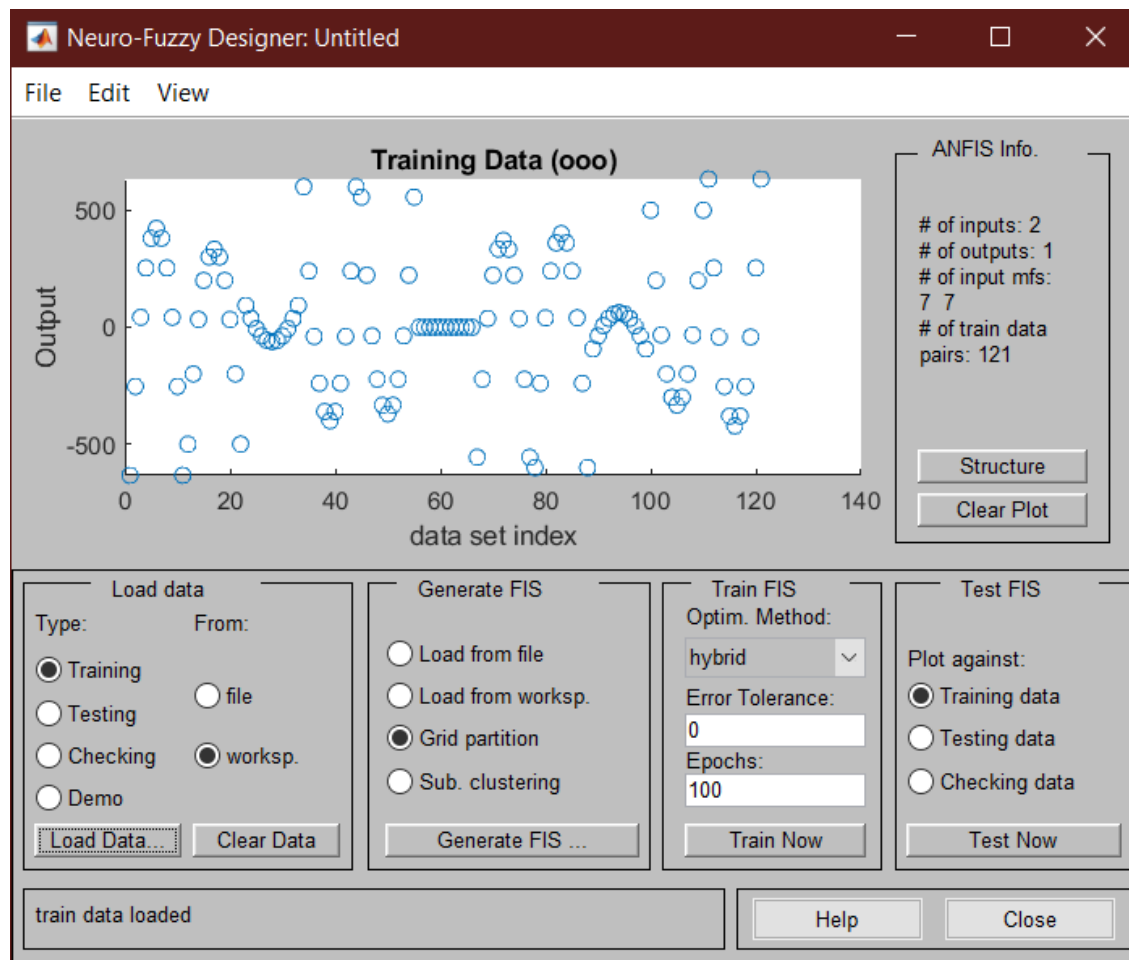 Neuro-Fuzzy Designer: Untitled
File Edit View
Training Data (ooo)
500
0
-500
Output
0 20 40 60 80 100 120 140
data set index
ANFIS Info.
# of inputs: 2
# of outputs: 1
# of input mfs:
7 7
# of train data
pairs: 121
Structure
Clear Plot
Load data
Type: From:
Training
Testing
Checking
Demo
file
worksp.
Load Data... Clear Data
Generate FIS
Load from file
Load from worksp.
Grid partition
Sub. clustering
Generate FIS ...
Train FIS
Optim. Method:
hybrid
Error Tolerance:
0
Epochs:
100
Train Now
Test FIS
Plot against:
Training data
Testing data
Checking data
Test Now
train data loaded
Help Close